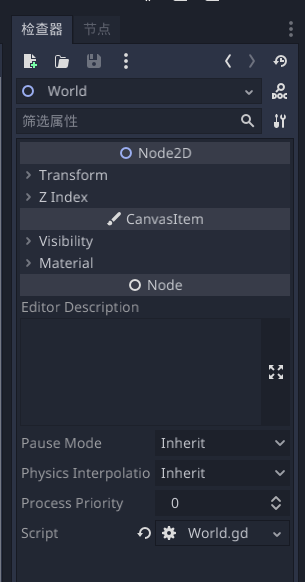 检查器 节点
World
DOC
筛选属性
Node2D
Transform
Z Index
CanvasItem
Visibility
Material
Node
Editor Description
Pause Mode Inherit
Physics Interpolatio Inherit
Process Priority 0
Script World.gd